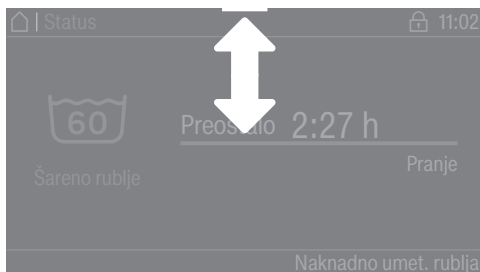 | Status 11:02
60
Preostalo 2:27 h
Šareno rublje
Pranje
Naknadno umet. rublja